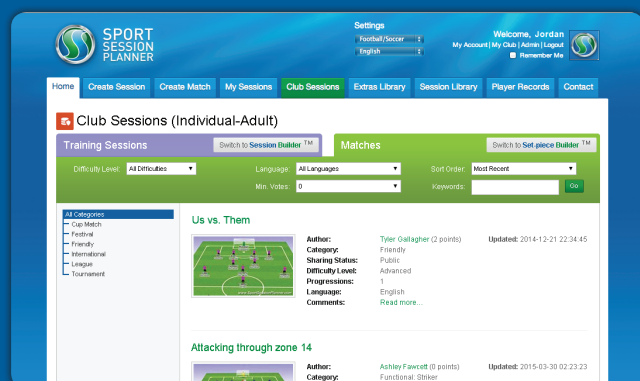 SPORT
SESSION
PLANNER
Settings
Football/Soccer
English
Welcome, Jordan
My Account | My Club | Admin | Logout
Remember Me
Home
Create Session
Create Match
My Sessions
Club Sessions
Extras Library
Session Library
Player Records
Contact
Club Sessions (Individual-Adult)
Training Sessions
Switch to Session Builder TM
Matches
Switch to Set-piece Builder TM
Difficulty Level: All Difficulties
Language: All Languages
Sort Order: Most Recent
Min. Votes: 0
Keywords:
Go
All Categories
Cup Match
Festival
Friendly
International
League
Tournament
Us vs. Them
Author: Tyler Gallagher (2 points)
Updated: 2014-12-21 22:34:45
Category: Friendly
Sharing Status: Public
Difficulty Level: Advanced
Progressions: 1
Language: English
Comments: Read more...
Attacking through zone 14
Author: Ashley Fawcett (0 points)
Updated: 2015-03-30 02:23:23
Category: Functional: Striker